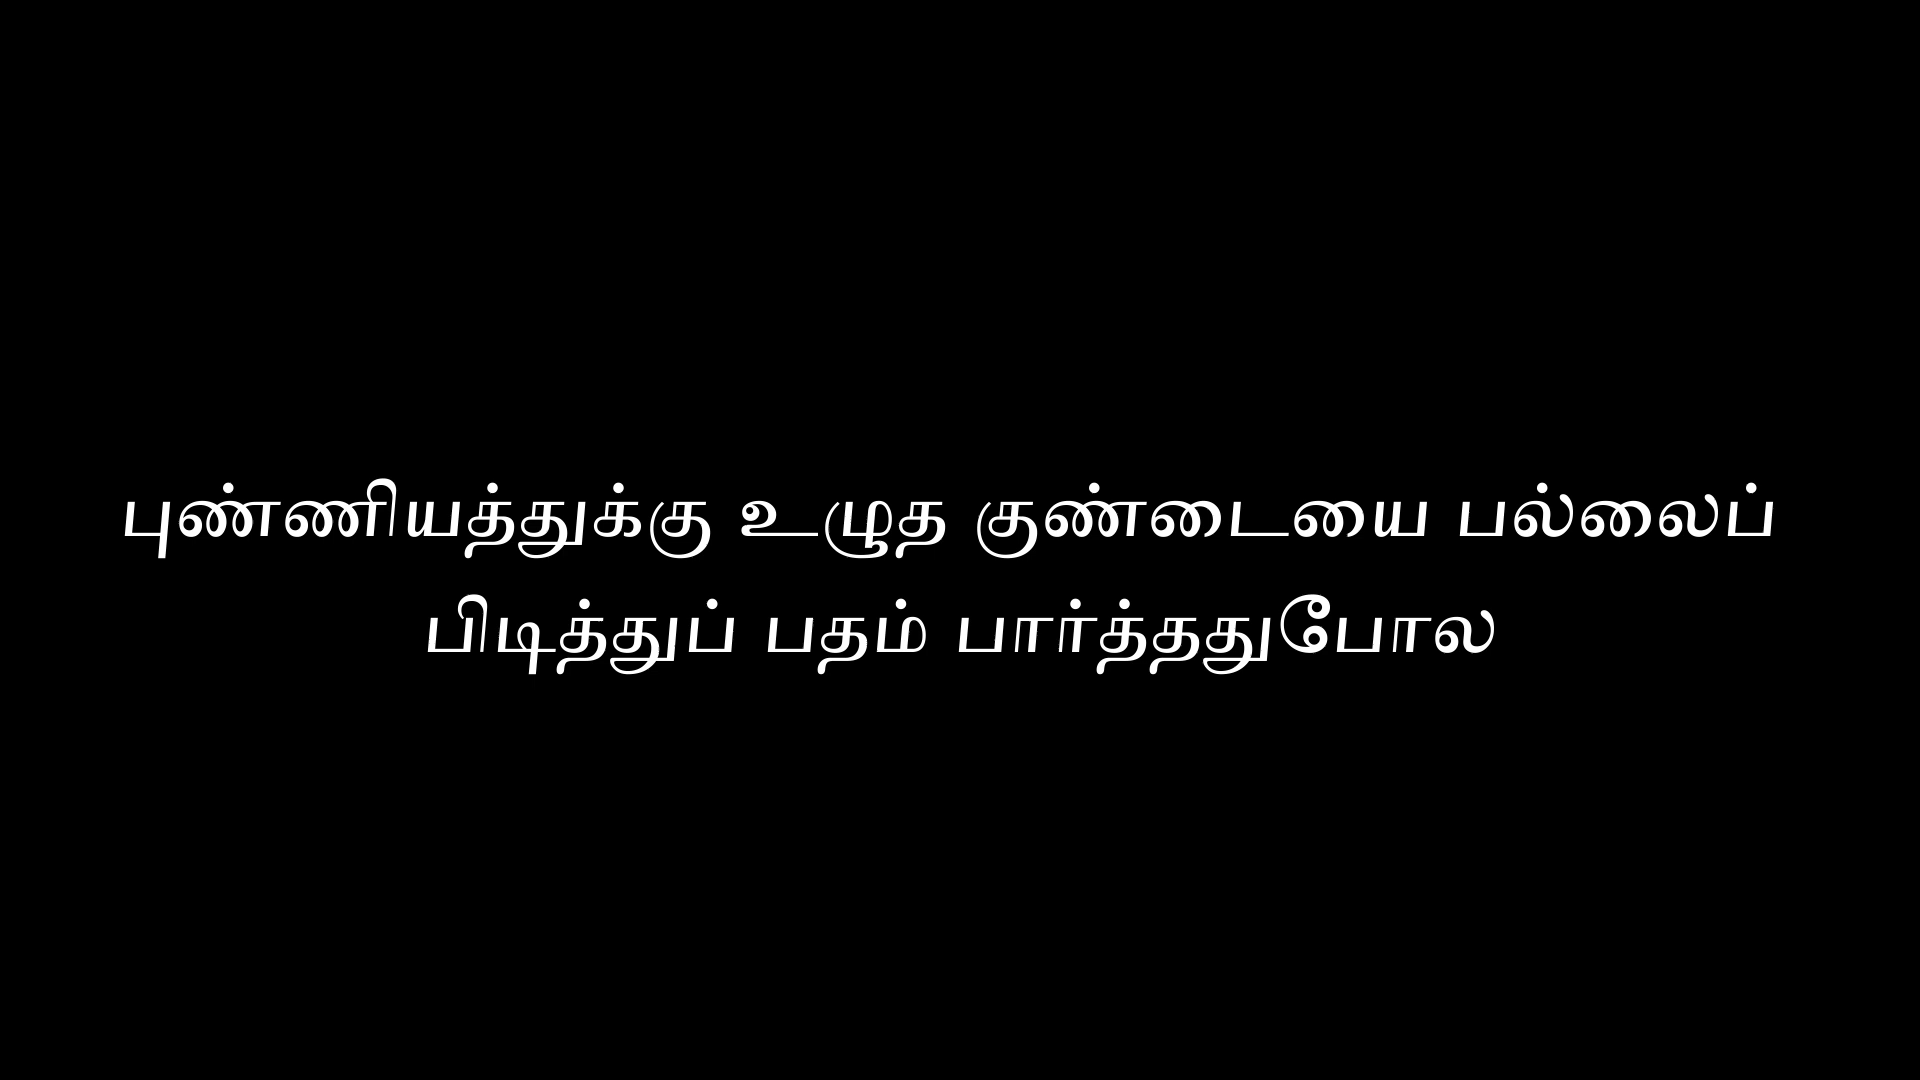 புண்ணியத்துக்கு உழுத குண்டையை பல்லைப்
பிடித்துப் பதம் பார்த்ததுபோல